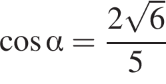 cos α = 2√6/5